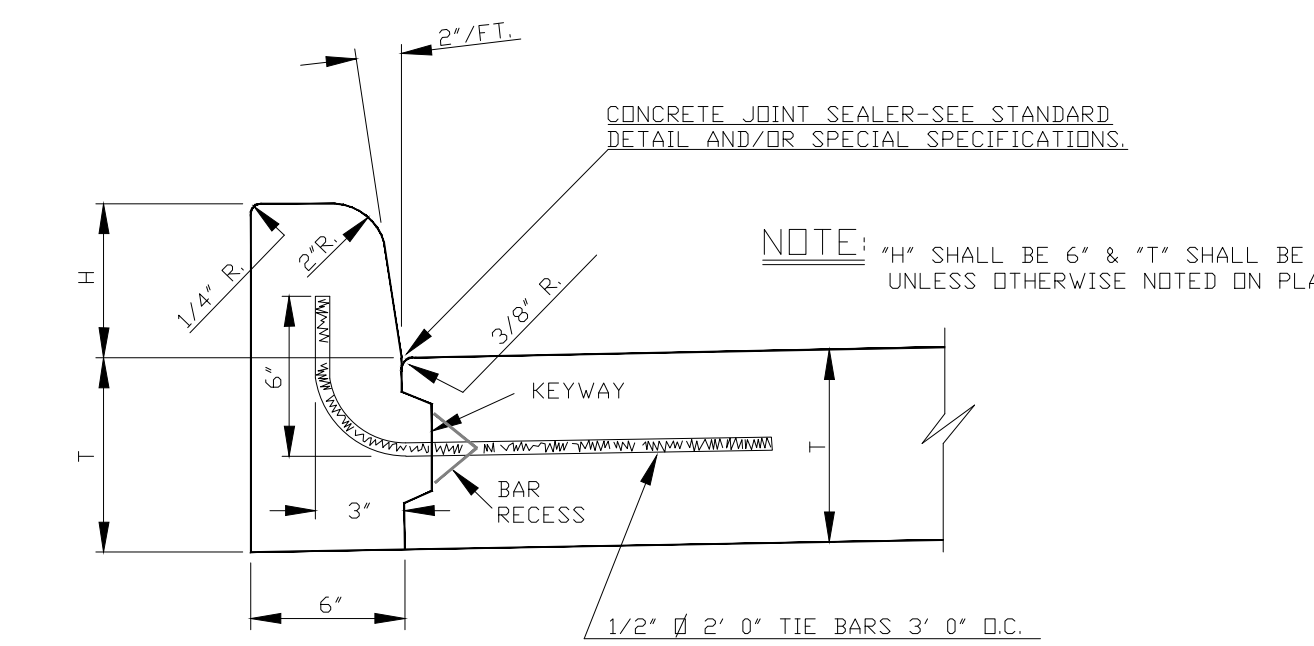 2"/FT.
CONCRETE JOINT SEALER-SEE STANDARD
DETAIL AND/OR SPECIAL SPECIFICATIONS.
NOTE: "H" SHALL BE 6" & "T" SHALL BE
UNLESS OTHERWISE NOTED ON
H
1/4" R.
2"R.
3/8" R.
6"
KEYWAY
T
T
BAR
RECESS
3"
6"
1/2" Ø 2' 0" TIE BARS 3' 0" O.C.